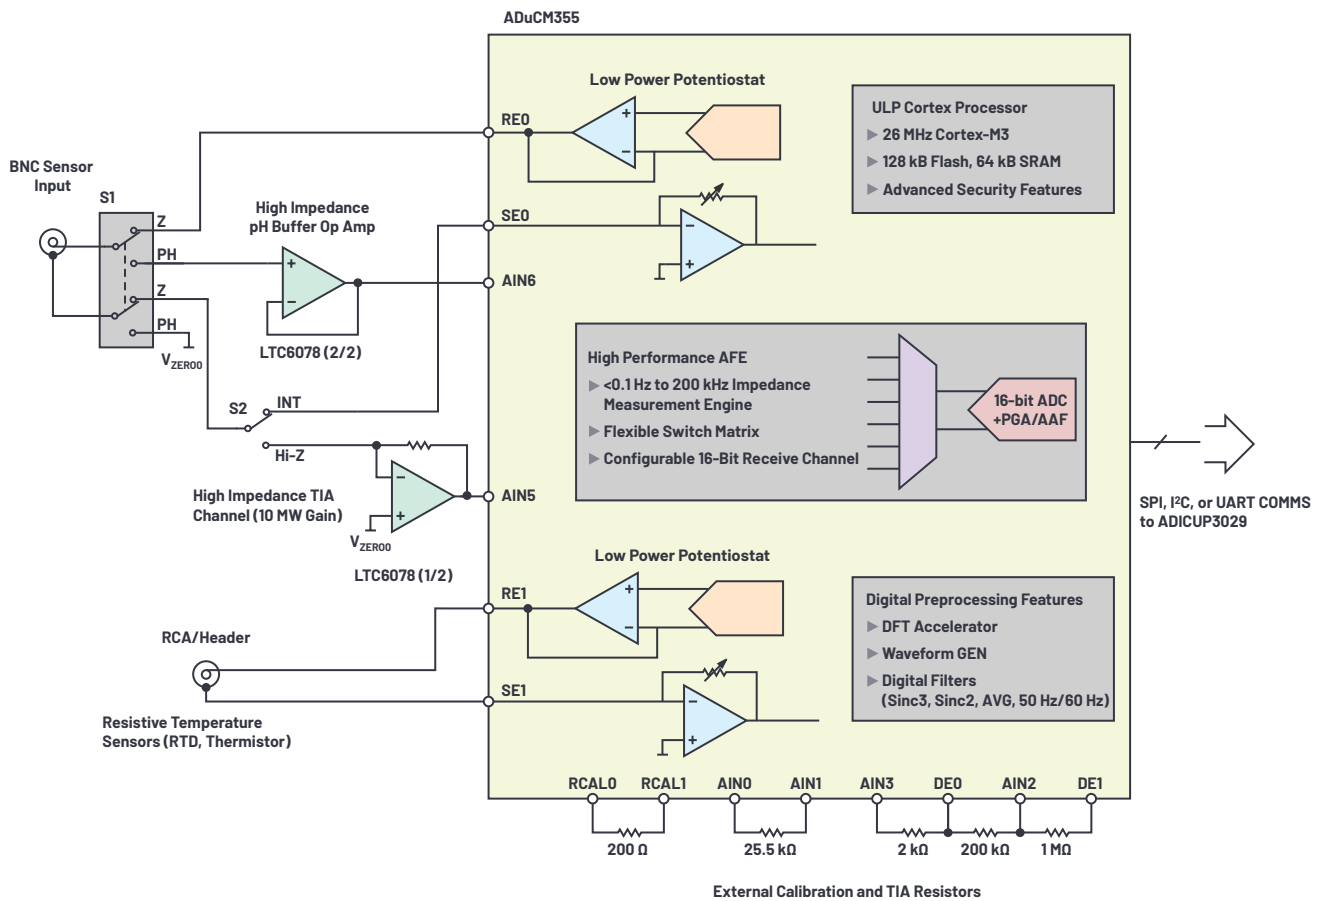 ADuCM355
Low Power Potentiostat
ULP Cortex Processor
26 MHz Cortex-M3
128 kB Flash, 64 kB SRAM
Advanced Security Features
RE0
+
−
BNC Sensor
Input
S1
Z
PH
Z
PH
VZERO0
High Impedance
pH Buffer Op Amp
+
−
LTC6078 (2/2)
SE0
−
+
AIN6
S2
INT
Hi-Z
High Impedance TIA
Channel (10 MW Gain)
−
+
VZERO0
LTC6078 (1/2)
AIN5
High Performance AFE
<0.1 Hz to 200 kHz Impedance
Measurement Engine
Flexible Switch Matrix
Configurable 16-Bit Receive Channel
16-bit ADC
+PGA/AAF
SPI, I²C, or UART COMMS
to ADICUP3029
Low Power Potentiostat
RE1
+
−
RCA/Header
Resistive Temperature
Sensors (RTD, Thermistor)
SE1
−
+
Digital Preprocessing Features
DFT Accelerator
Waveform GEN
Digital Filters
(Sinc3, Sinc2, AVG, 50 Hz/60 Hz)
RCAL0 RCAL1 AIN0 AIN1 AIN3 DE0 AIN2 DE1
200 Ω 25.5 kΩ 2 kΩ 200 kΩ 1 MΩ
External Calibration and TIA Resistors